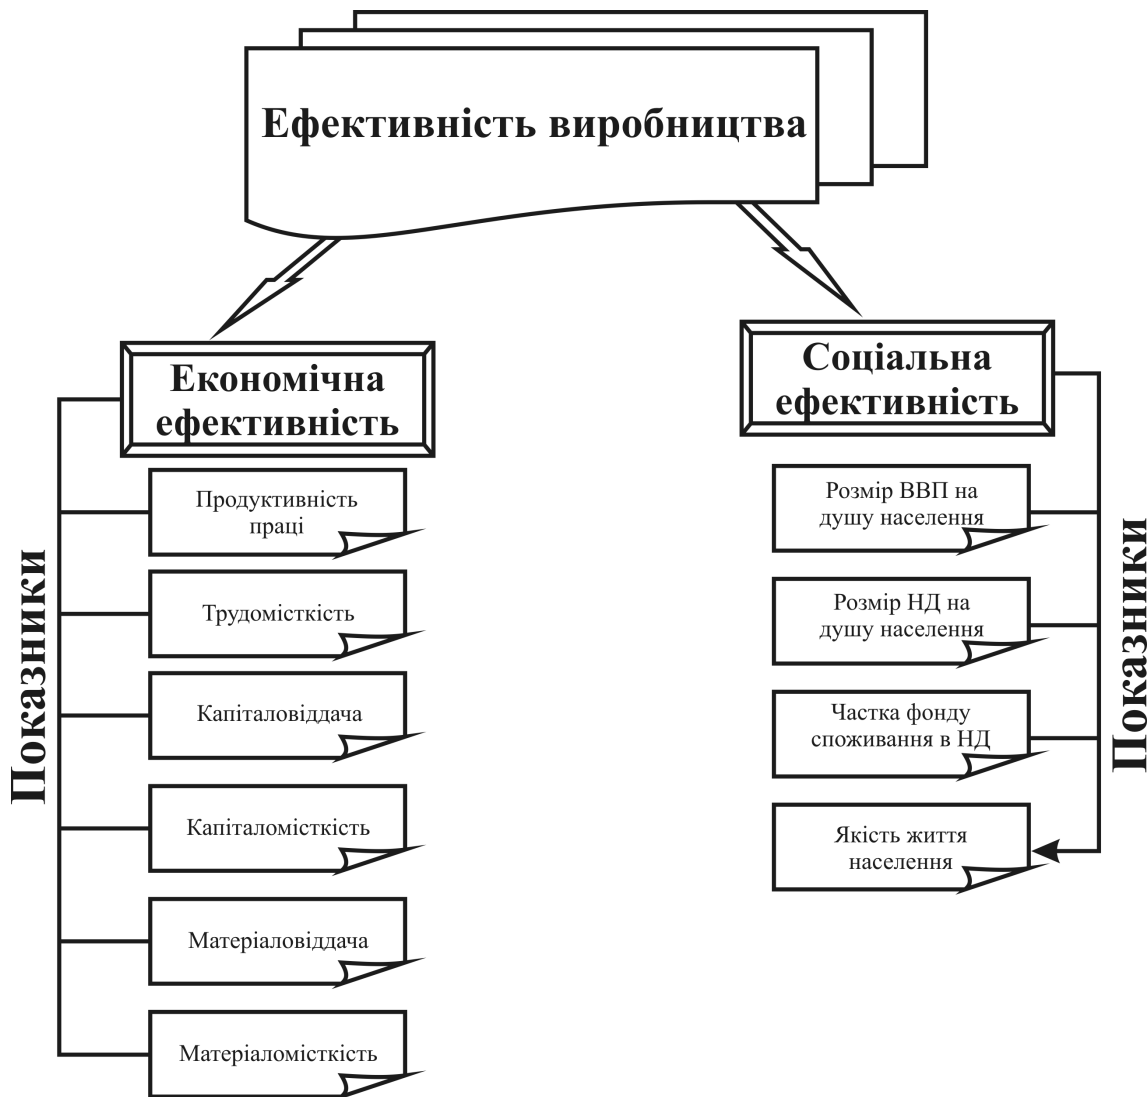 Ефективність виробництва
Економічна
ефективність
Показники
Продуктивність
праці
Трудомісткість
Капіталовіддача
Капіталомісткість
Матеріаловіддача
Матеріаломісткість
Соціальна
ефективність
Розмір ВВП на
душу населення
Розмір НД на
душу населення
Частка фонду
споживання в НД
Якість життя
населення
Показники